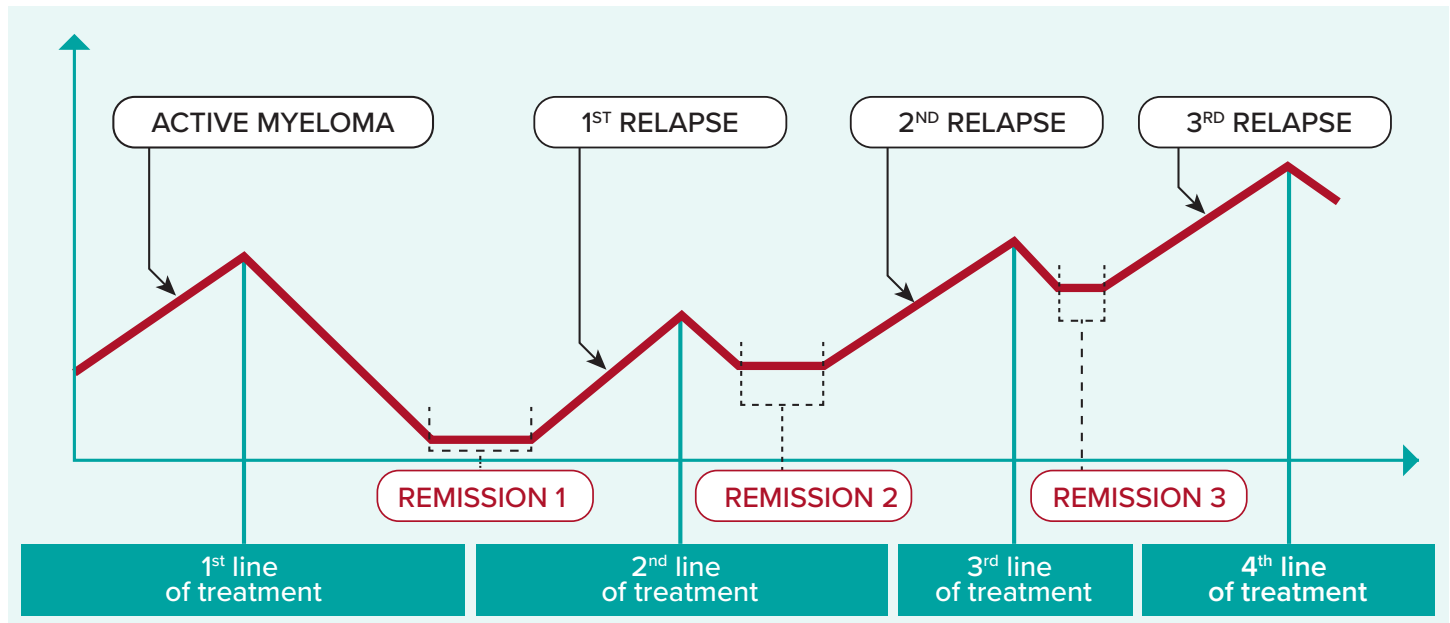 ACTIVE MYELOMA
1ST RELAPSE
2ND RELAPSE
3RD RELAPSE
REMISSION 1
REMISSION 2
REMISSION 3
1st line
of treatment
2nd line
of treatment
3rd line
of treatment
4th line
of treatment